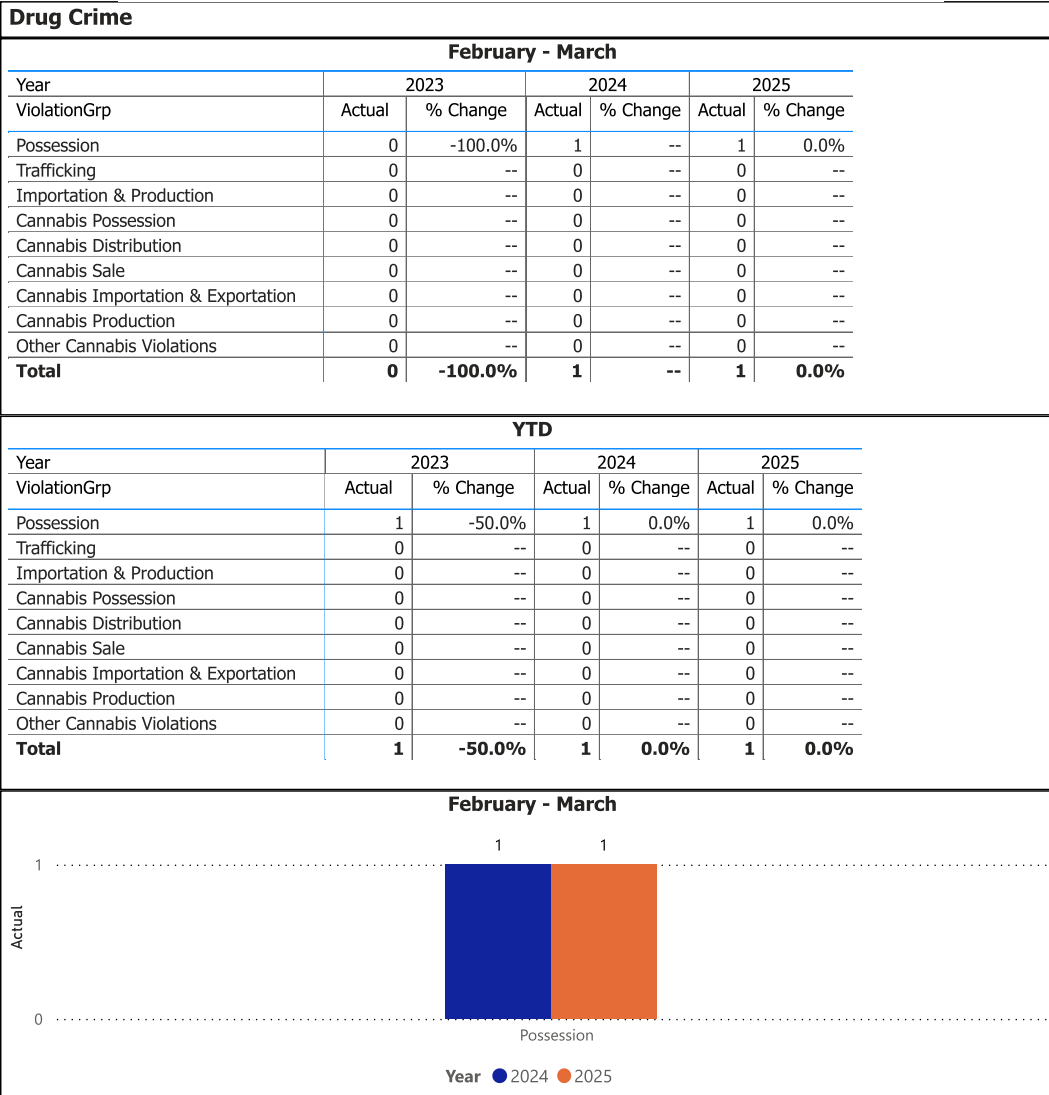 Drug Crime
February - March
Year 2023 2024 2025
ViolationGrp Actual % Change Actual % Change Actual % Change
Possession 0 -100.0% 1 -- 1 0.0%
Trafficking 0 -- 0 -- 0 --
Importation & Production 0 -- 0 -- 0 --
Cannabis Possession 0 -- 0 -- 0 --
Cannabis Distribution 0 -- 0 -- 0 --
Cannabis Sale 0 -- 0 -- 0 --
Cannabis Importation & Exportation 0 -- 0 -- 0 --
Cannabis Production 0 -- 0 -- 0 --
Other Cannabis Violations 0 -- 0 -- 0 --
Total 0 -100.0% 1 -- 1 0.0%
YTD
Year 2023 2024 2025
ViolationGrp Actual % Change Actual % Change Actual % Change
Possession 1 -50.0% 1 0.0% 1 0.0%
Trafficking 0 -- 0 -- 0 --
Importation & Production 0 -- 0 -- 0 --
Cannabis Possession 0 -- 0 -- 0 --
Cannabis Distribution 0 -- 0 -- 0 --
Cannabis Sale 0 -- 0 -- 0 --
Cannabis Importation & Exportation 0 -- 0 -- 0 --
Cannabis Production 0 -- 0 -- 0 --
Other Cannabis Violations 0 -- 0 -- 0 --
Total 1 -50.0% 1 0.0% 1 0.0%
February - March
1 1
1
Actual
0
Possession
Year 2024 2025